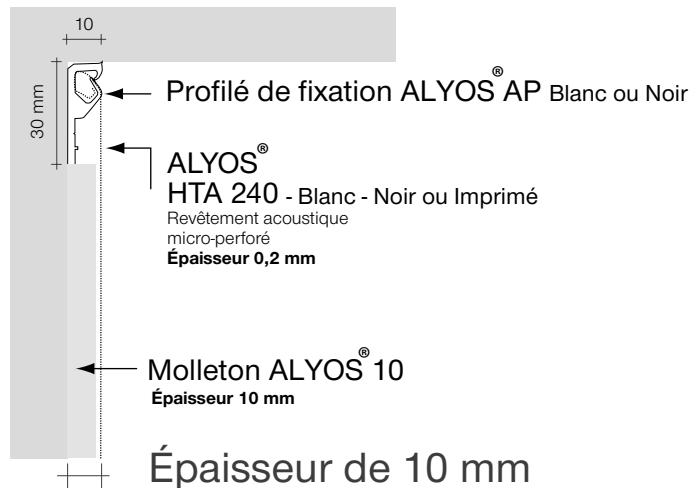 10
30 mm
Profilé de fixation ALYOS® AP Blanc ou Noir
ALYOS®
HTA 240 - Blanc - Noir ou Imprimé
Revêtement acoustique
micro-perforé
Épaisseur 0,2 mm
Molleton ALYOS® 10
Épaisseur 10 mm
Épaisseur de 10 mm